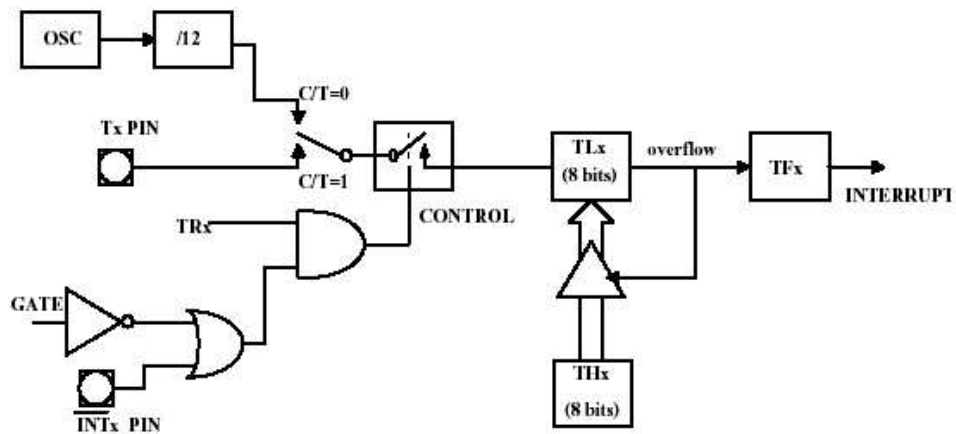 OSC
/12
C/T=0
Tx PIN
C/T=1
TLx
(8 bits)
overflow
TFx
INTERRUPT
CONTROL
TRx
GATE
INTx PIN
THx
(8 bits)